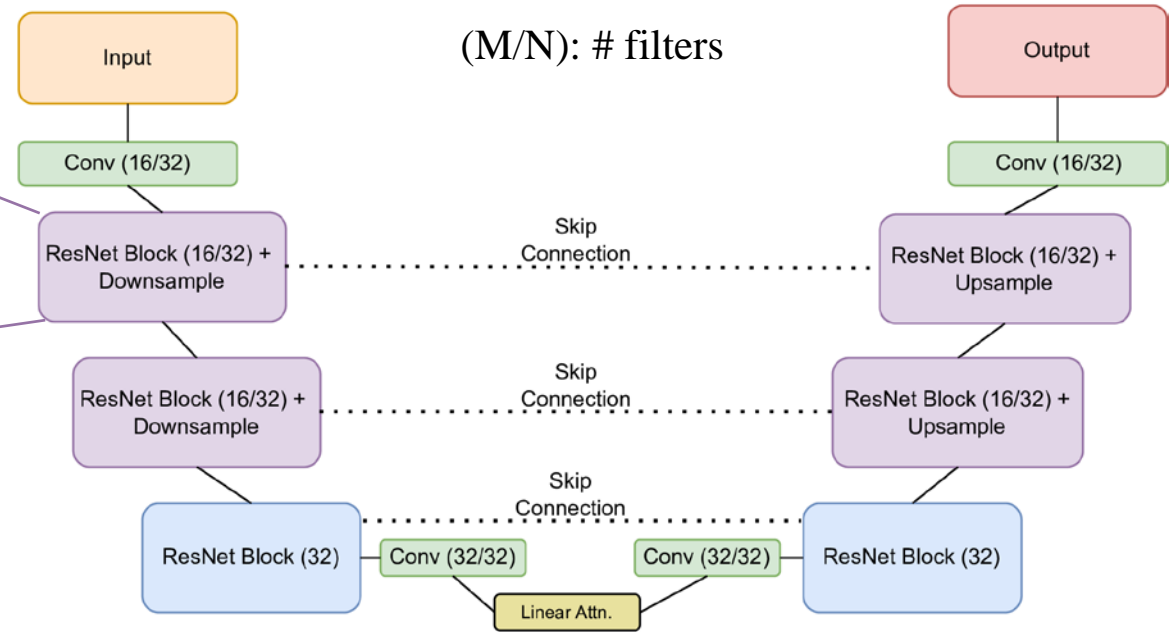 Input
(M/N): # filters
Output
Conv (16/32)
Conv (16/32)
ResNet Block (16/32) +
Downsample
Skip
Connection
ResNet Block (16/32) +
Upsample
ResNet Block (16/32) +
Downsample
Skip
Connection
ResNet Block (16/32) +
Upsample
Skip
Connection
ResNet Block (32)
Conv (32/32)
Conv (32/32)
ResNet Block (32)
Linear Attn.